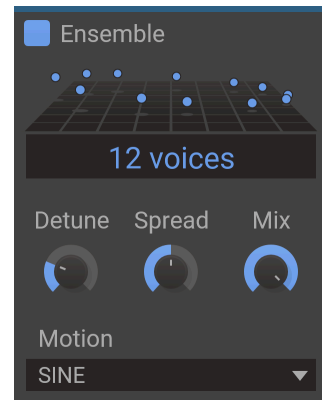 Ensemble
12 voices
Detune Spread Mix
Motion
SINE